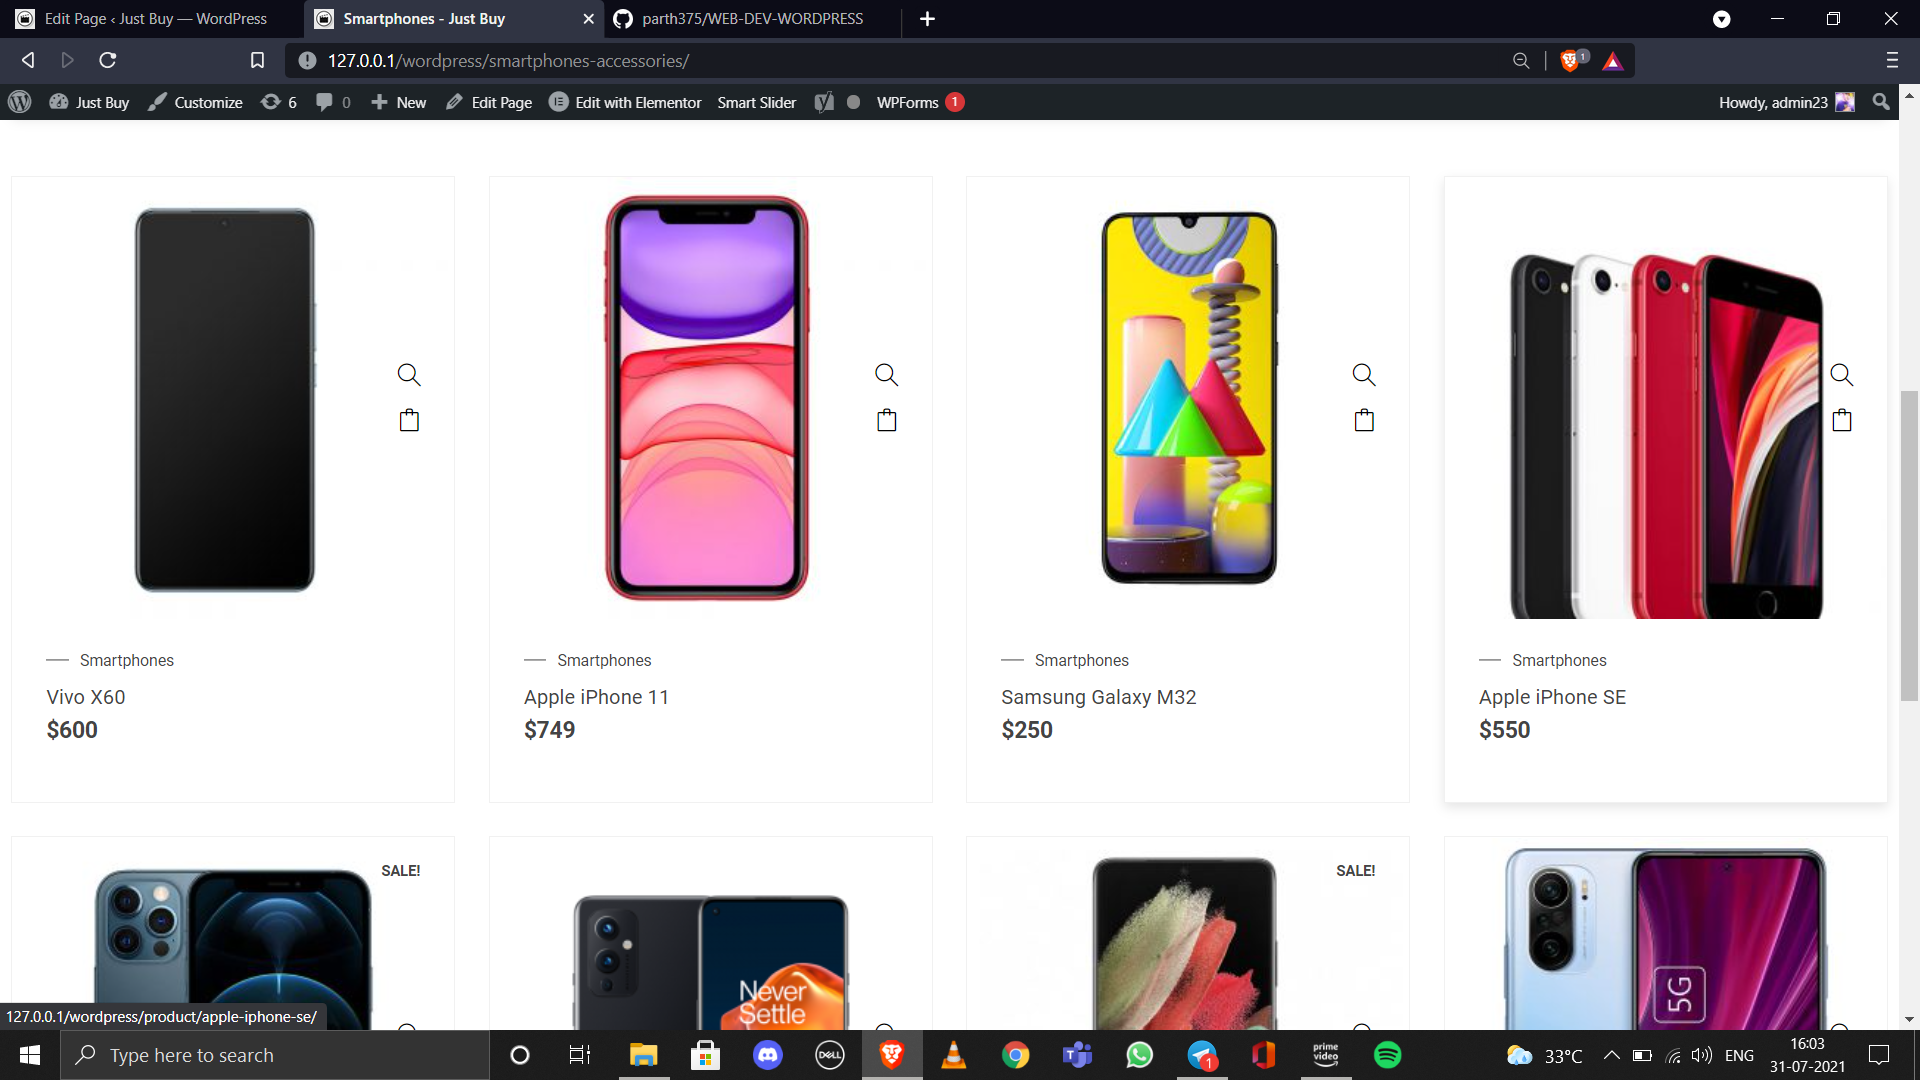 Edit Page ‹ Just Buy — WordPress
Smartphones - Just Buy
parth375/WEB-DEV-WORDPRESS
127.0.0.1/wordpress/smartphones-accessories/
1
Just Buy
Customize
6
0
New
Edit Page
Edit with Elementor
Smart Slider
WPForms 1
Howdy, admin23
Smartphones
Vivo X60
$600
Smartphones
Apple iPhone 11
$749
Smartphones
Samsung Galaxy M32
$250
Smartphones
Apple iPhone SE
$550
SALE!
Never
Settle
SALE!
5G
127.0.0.1/wordpress/product/apple-iphone-se/
Type here to search
DELL
1
prime
video
33°C
ENG
16:03
31-07-2021